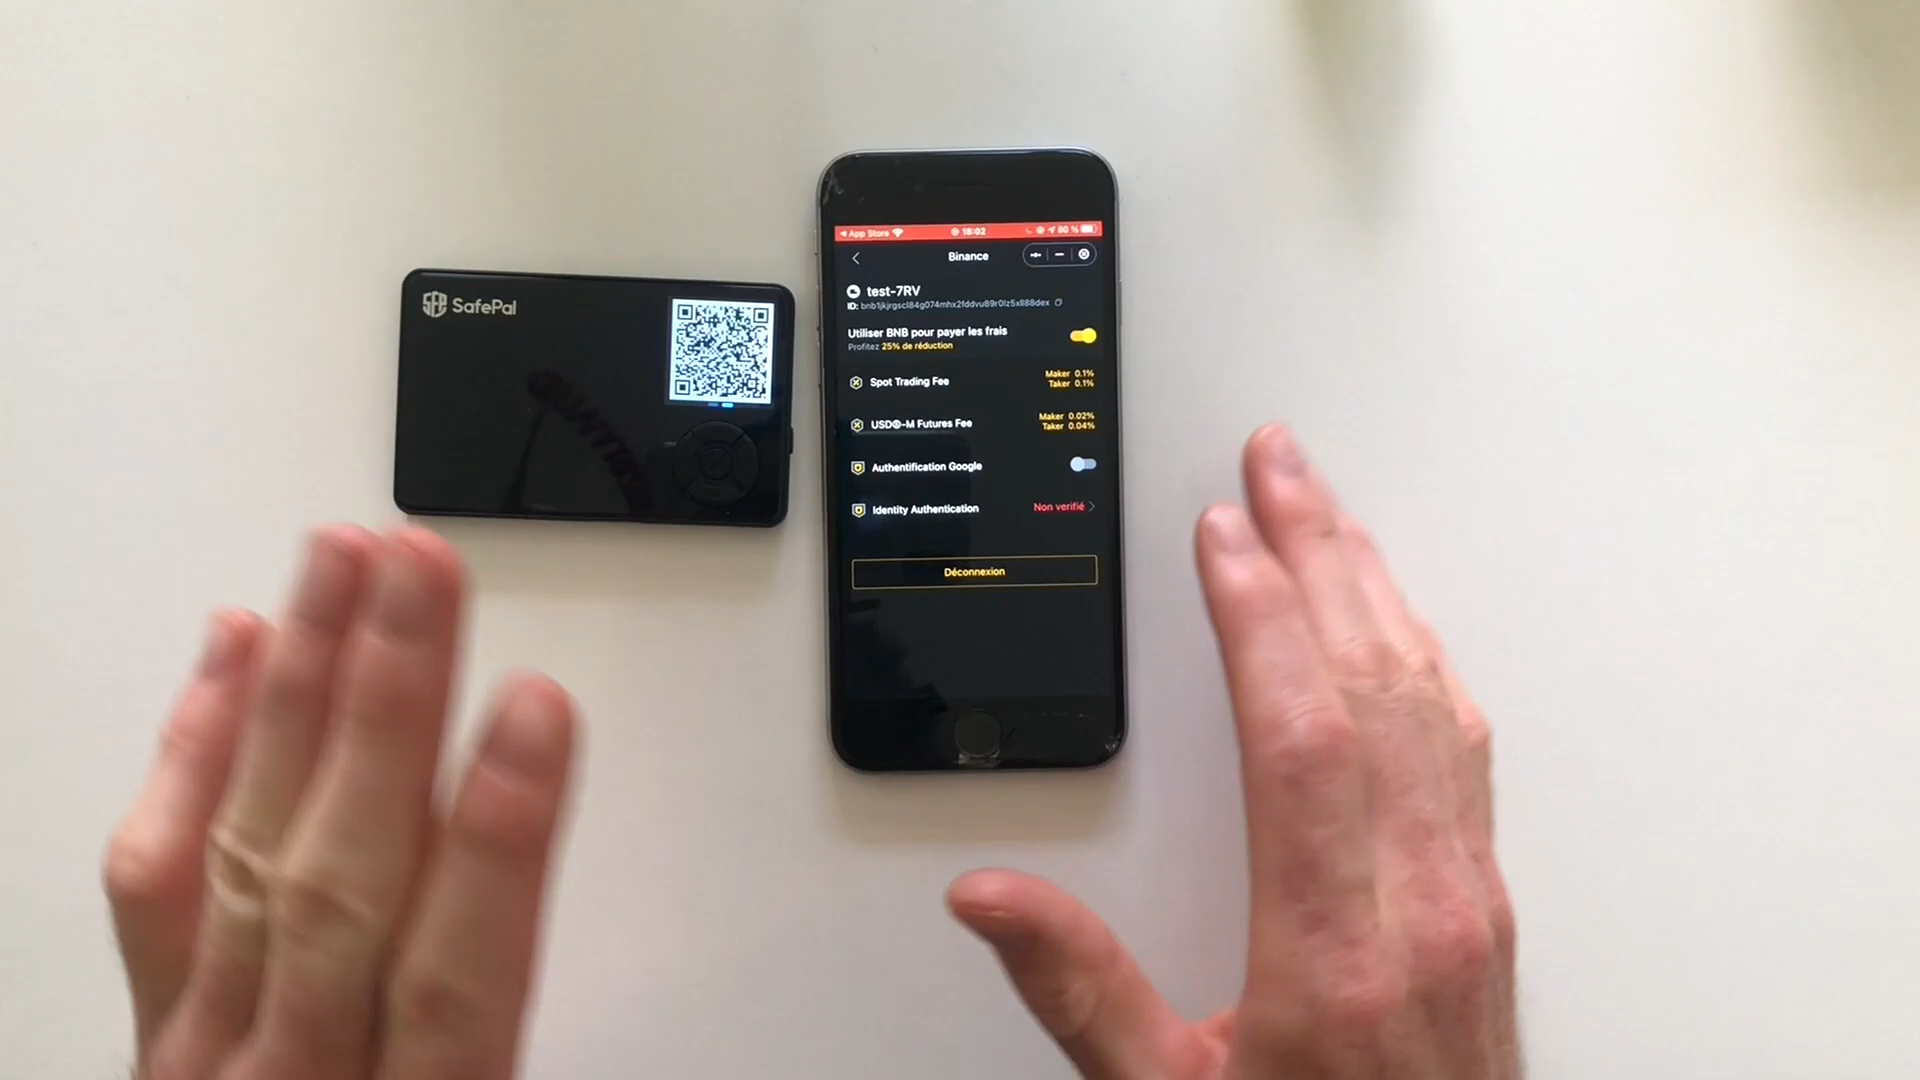 SafePal
App Store
18:02
80 %
Binance
test-7RV
ID:
Utiliser BNB pour payer les frais
Profitez 25% de réduction
Spot Trading Fee
Maker 0.1%
Taker 0.1%
USD®-M Futures Fee
Maker 0.02%
Taker 0.04%
Authentification Google
Identity Authentication
Non verifié
Déconnexion